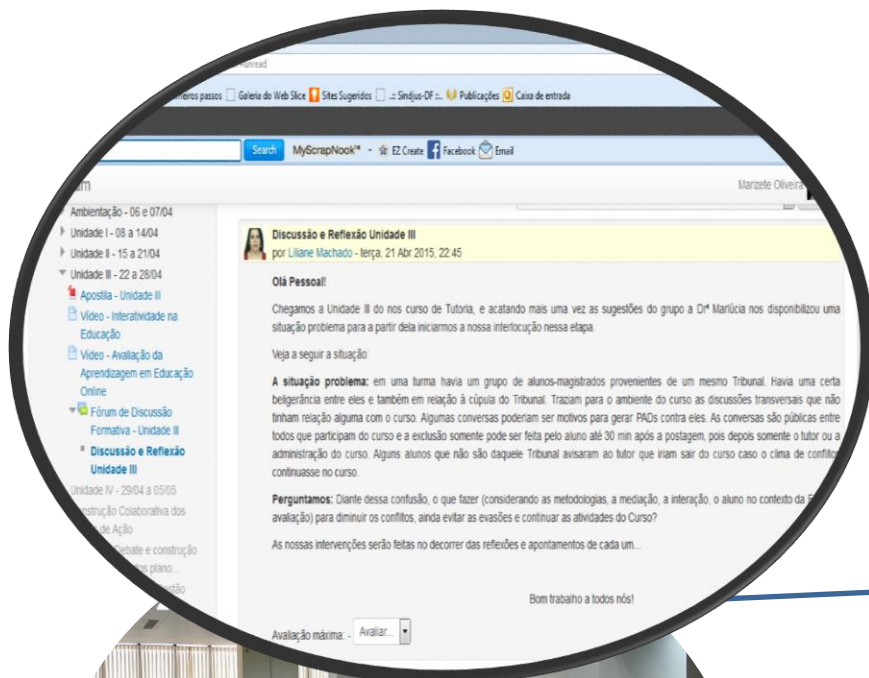 unread
passos Galeria do Web Slice Sites Sugeridos .:: Sindjus-DF ::.. Publicações Caixa de entrada
Search MyScrapNook™ - EZ Create Facebook Email
Marizete Oliveira
Ambientação - 06 e 07/04
Unidade I - 08 a 14/04
Unidade II - 15 a 21/04
Unidade III - 22 a 28/04
Apostila - Unidade III
Vídeo - Interatividade na
Educação
Vídeo - Avaliação da
Aprendizagem em Educação
Online
Fórum de Discussão
Formativa - Unidade III
Discussão e Reflexão
Unidade III
Unidade IV - 29/04 a 05/05
Colaborativa dos
de Ação
Debate e construção
plano...
Discussão e Reflexão Unidade III
por Liliane Machado - terça, 21 Abr 2015, 22:45
Olá Pessoal!
Chegamos a Unidade III do nos curso de Tutoria, e acatando mais uma vez as sugestões do grupo a Drª Marlúcia nos disponibilizou uma
situação problema para a partir dela iniciarmos a nossa interlocução nessa etapa.
Veja a seguir a situação:
A situação problema: em uma turma havia um grupo de alunos-magistrados provenientes de um mesmo Tribunal. Havia uma certa
beligerância entre eles e também em relação à cúpula do Tribunal. Traziam para o ambiente do curso as discussões transversais que não
tinham relação alguma com o curso. Algumas conversas poderiam ser motivos para gerar PADs contra eles. As conversas são públicas entre
todos que participam do curso e a exclusão somente pode ser feita pelo aluno até 30 min após a postagem, pois depois somente o tutor ou a
administração do curso. Alguns alunos que não são daquele Tribunal avisaram ao tutor que iriam sair do curso caso o clima de conflitos
continuasse no curso.
Perguntamos: Diante dessa confusão, o que fazer (considerando as metodologias, a mediação, a interação, o aluno no contexto da
avaliação) para diminuir os conflitos, ainda evitar as evasões e continuar as atividades do Curso?
As nossas intervenções serão feitas no decorrer das reflexões e apontamentos de cada um...
Bom trabalho a todos nós!
Avaliação máxima: - Avaliar...